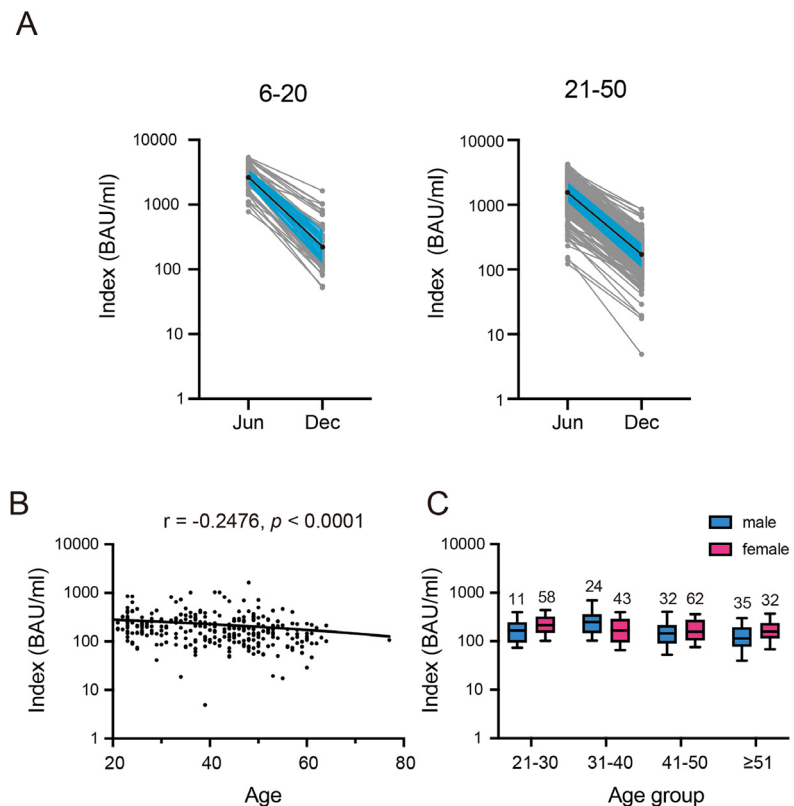 A
6-20
21-50
Index (BAU/ml)
10000
1000
100
10
1
Jun
Dec
Index (BAU/ml)
10000
1000
100
10
1
Jun
Dec
B
r = -0.2476, p < 0.0001
Index (BAU/ml)
10000
1000
100
10
1
20
40
60
80
Age
C
male
female
Index (BAU/ml)
10000
1000
100
10
1
11
58
24
43
32
62
35
32
21-30
31-40
41-50
≥51
Age group